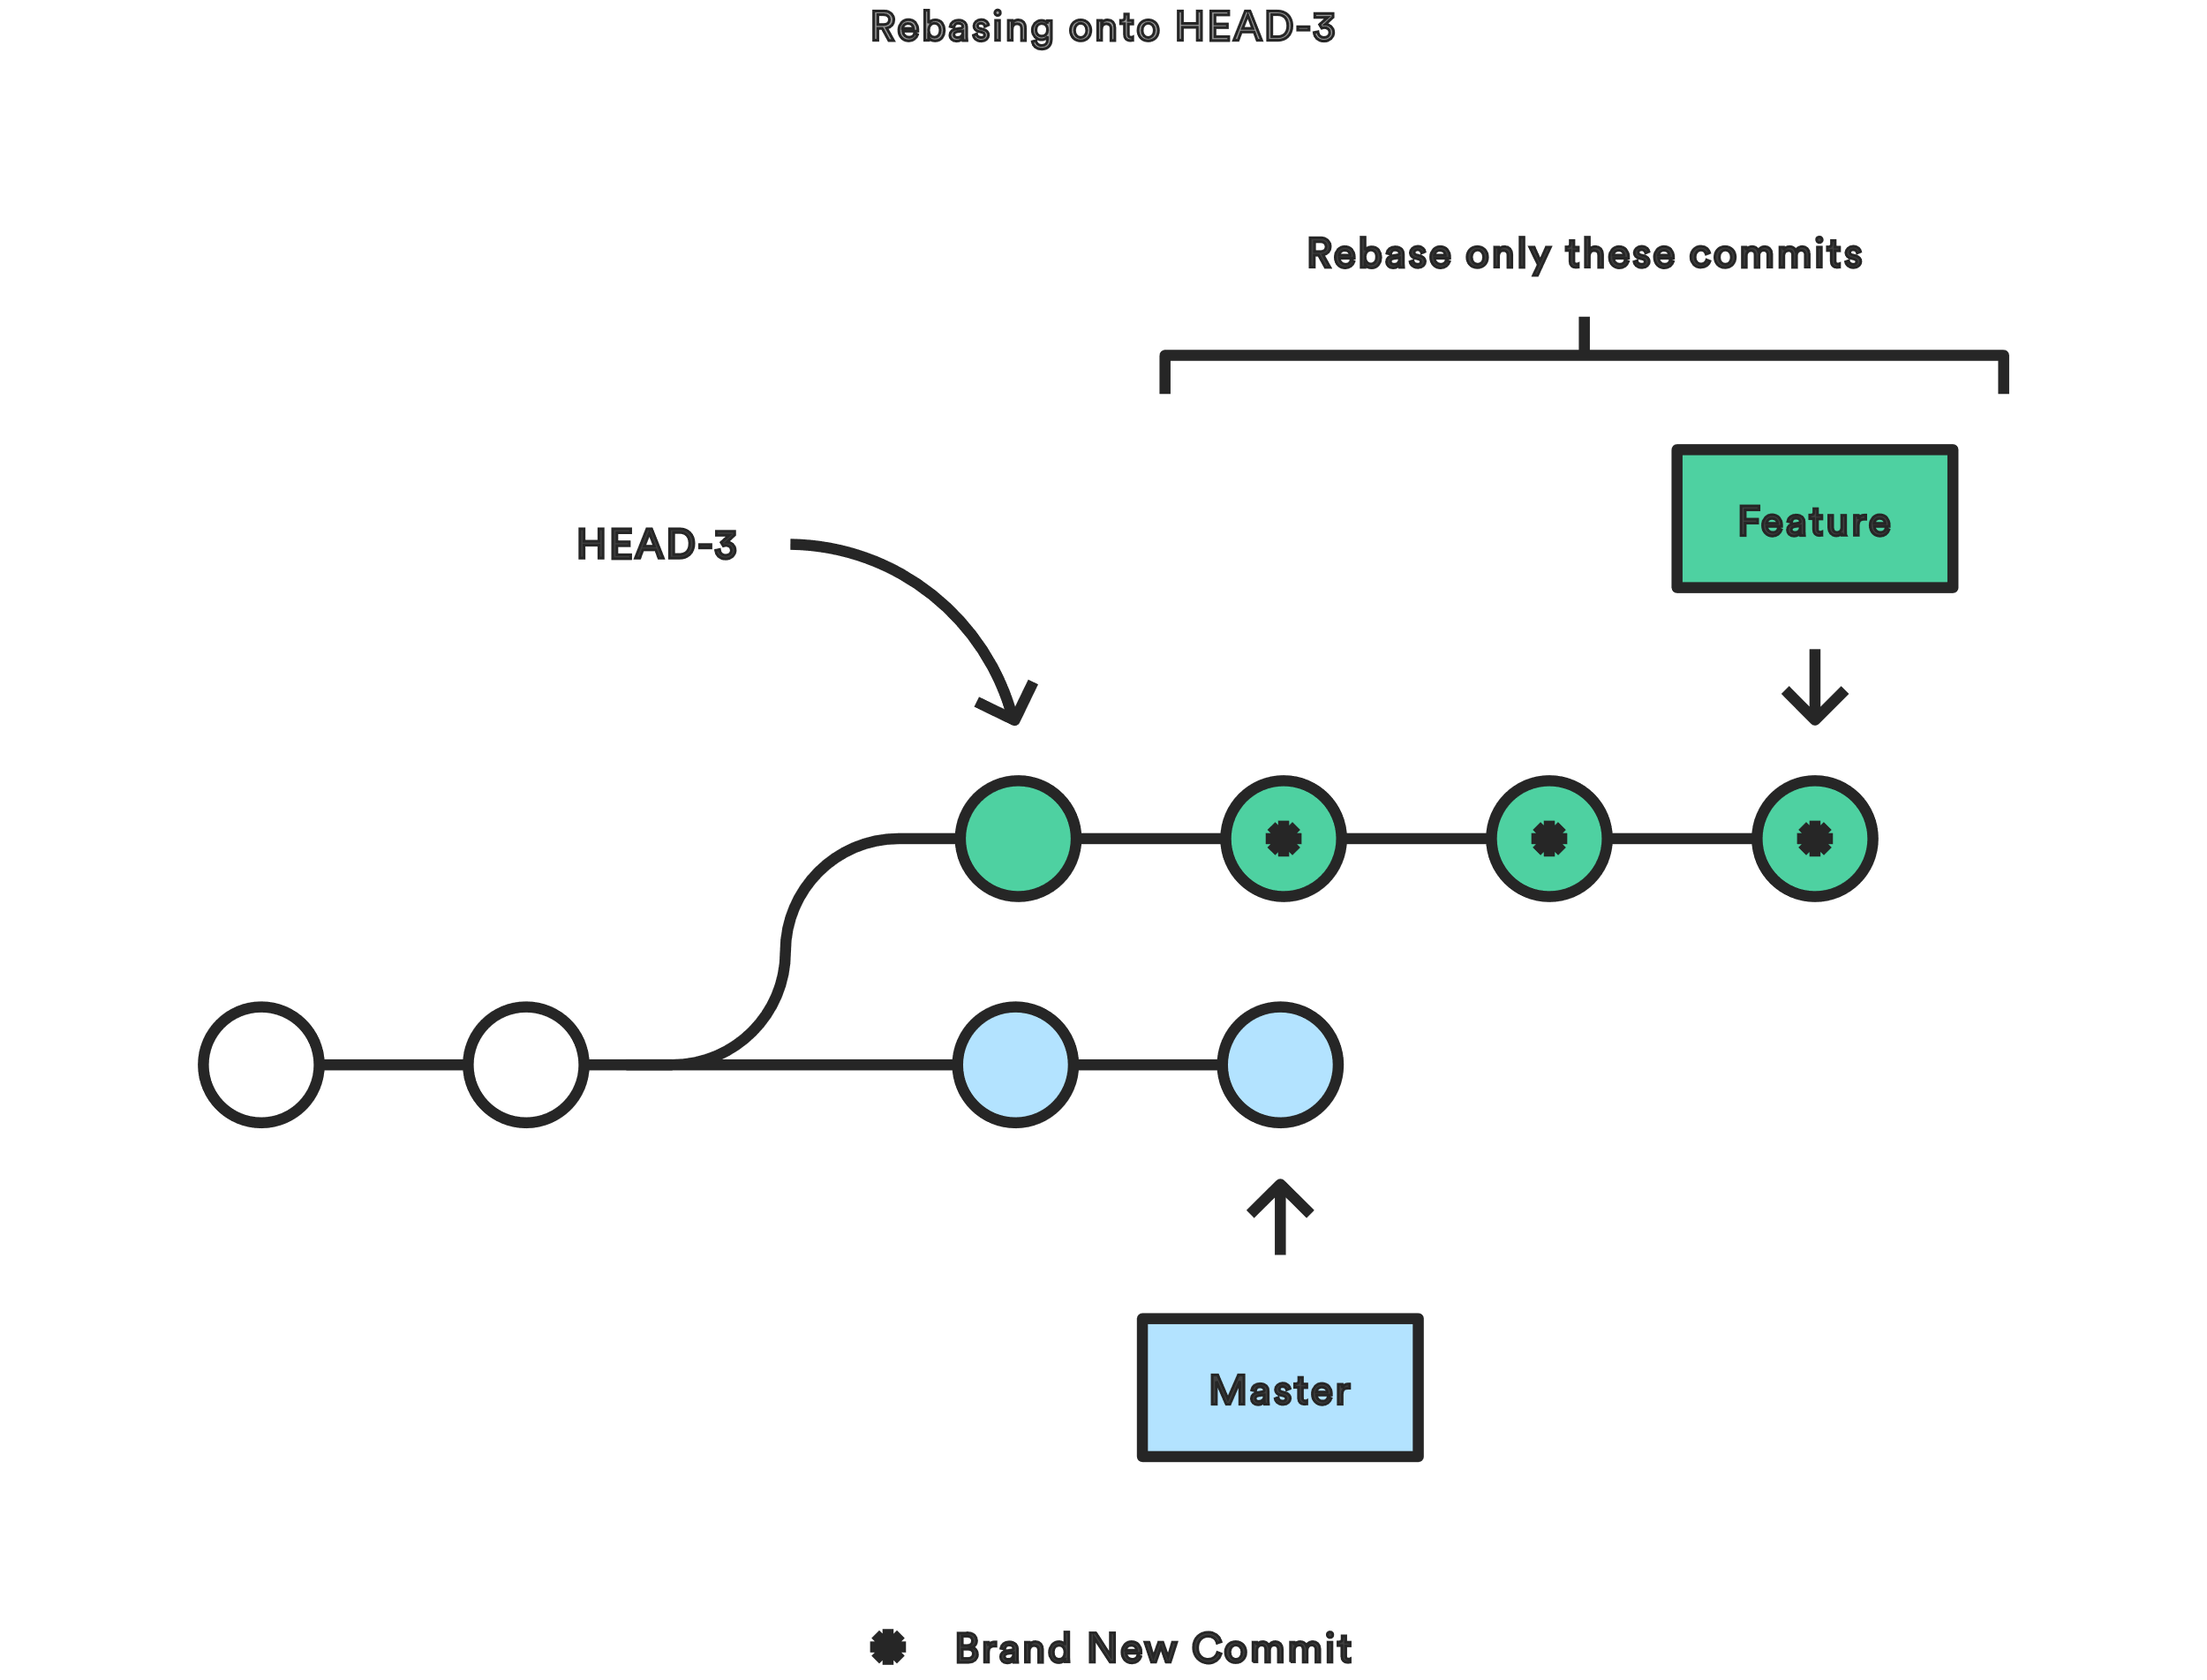 Rebasing onto HEAD-3
Rebase only these commits
Feature
HEAD-3
Master
Brand New Commit